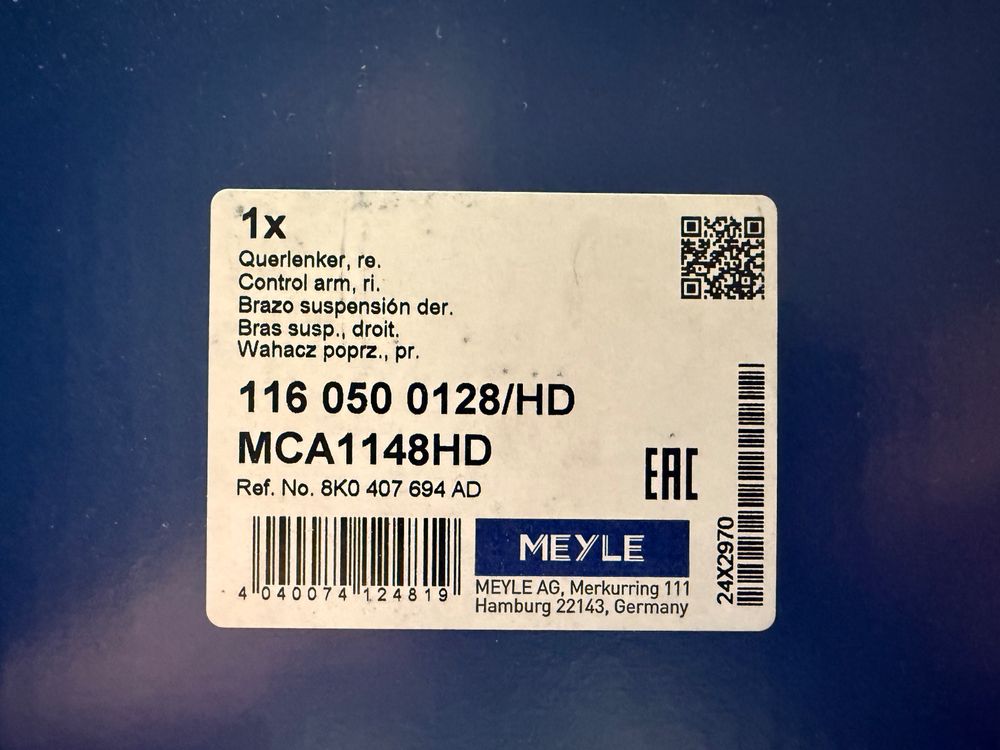 1x
Querlenker, re.
Control arm, ri.
Brazo suspensión der.
Bras susp., droit.
Wahacz poprz., pr.
116 050 0128/HD
MCA1148HD
Ref. No. 8K0 407 694 AD
EAC
4 040074 124819
MEYLE
MEYLE AG, Merkurring 111
Hamburg 22143, Germany
24X2970